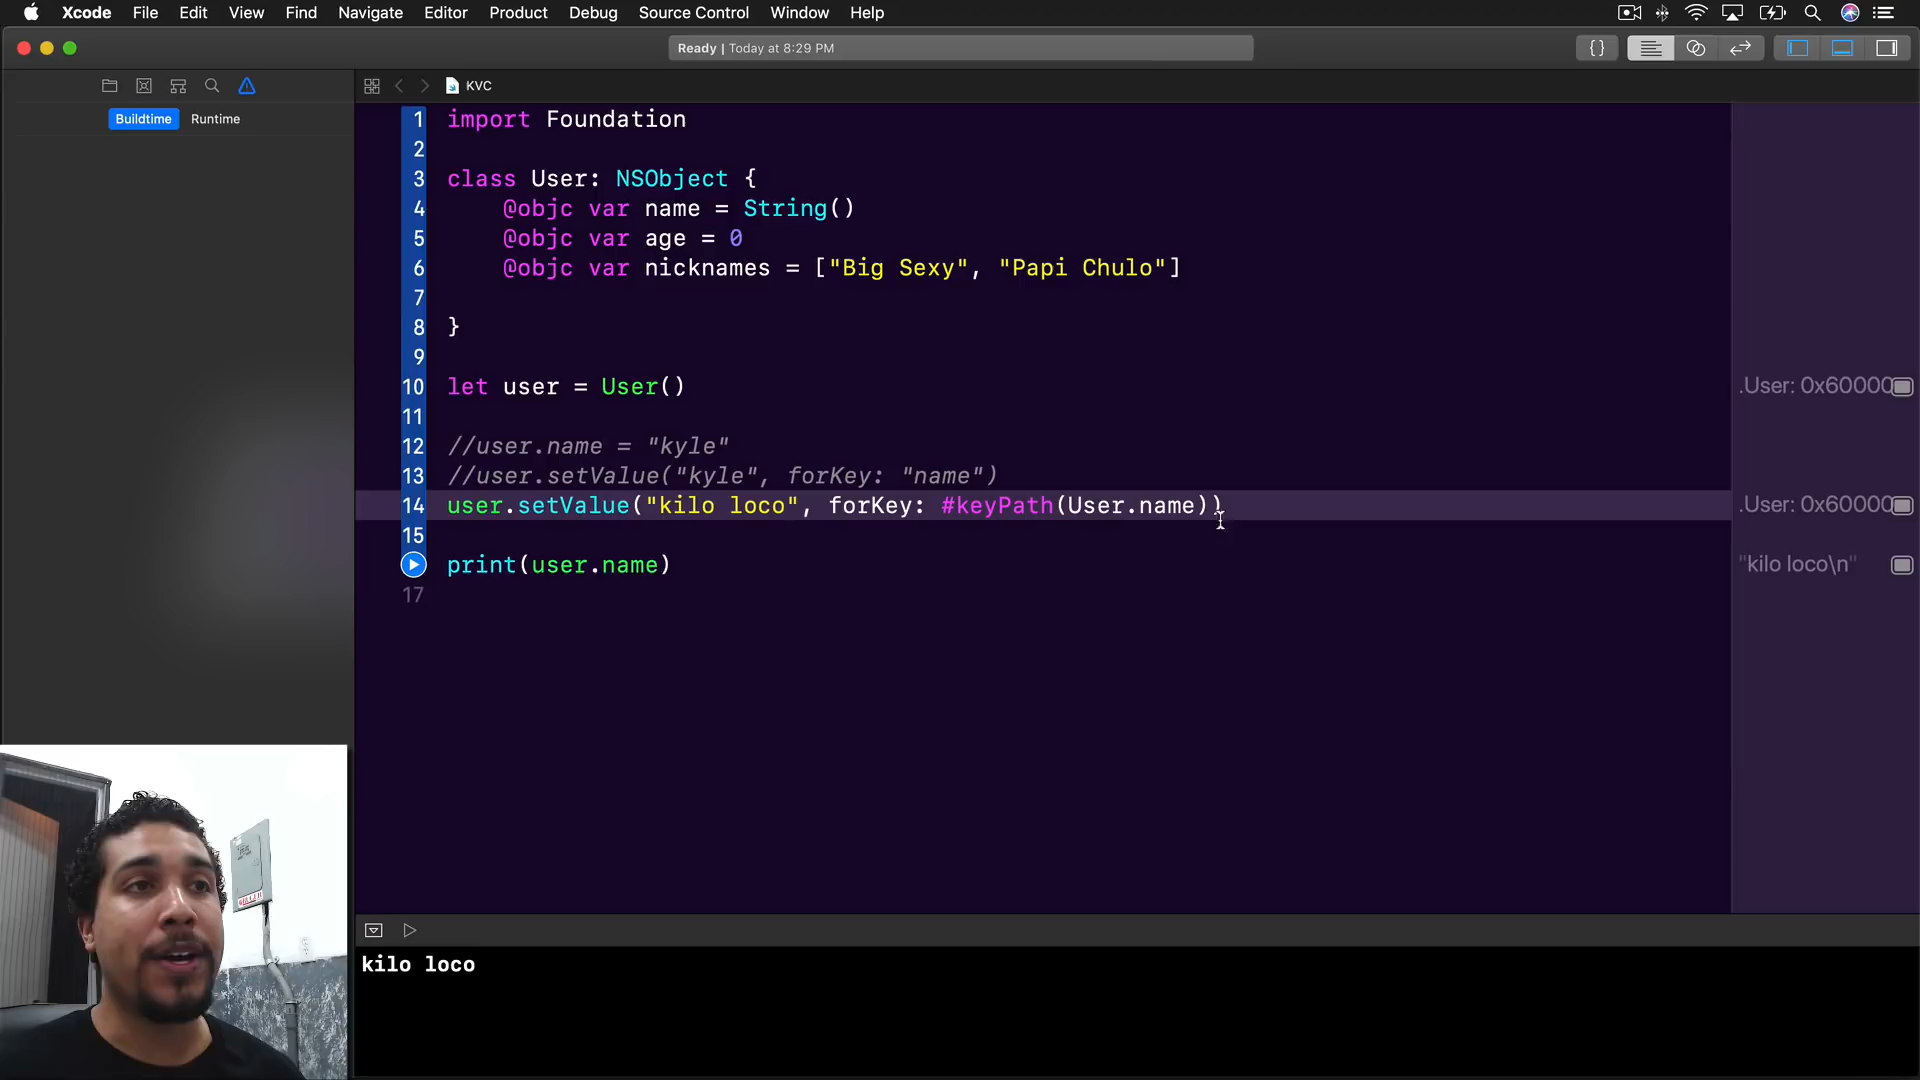 Xcode File Edit View Find Navigate Editor Product Debug Source Control Window Help
Ready | Today at 8:29 PM
{}
KVC
Buildtime Runtime
1 import Foundation
2
3 class User: NSObject {
4 @objc var name = String()
5 @objc var age = 0
6 @objc var nicknames = ["Big Sexy", "Papi Chulo"]
7
8 }
9
10 let user = User()
11
12 //user.name = "kyle"
13 //user.setValue("kyle", forKey: "name")
14 user.setValue("kilo loco", forKey: #keyPath(User.name))
15
print(user.name)
17
.User: 0x60000
.User: 0x60000
"kilo loco\n"
kilo loco